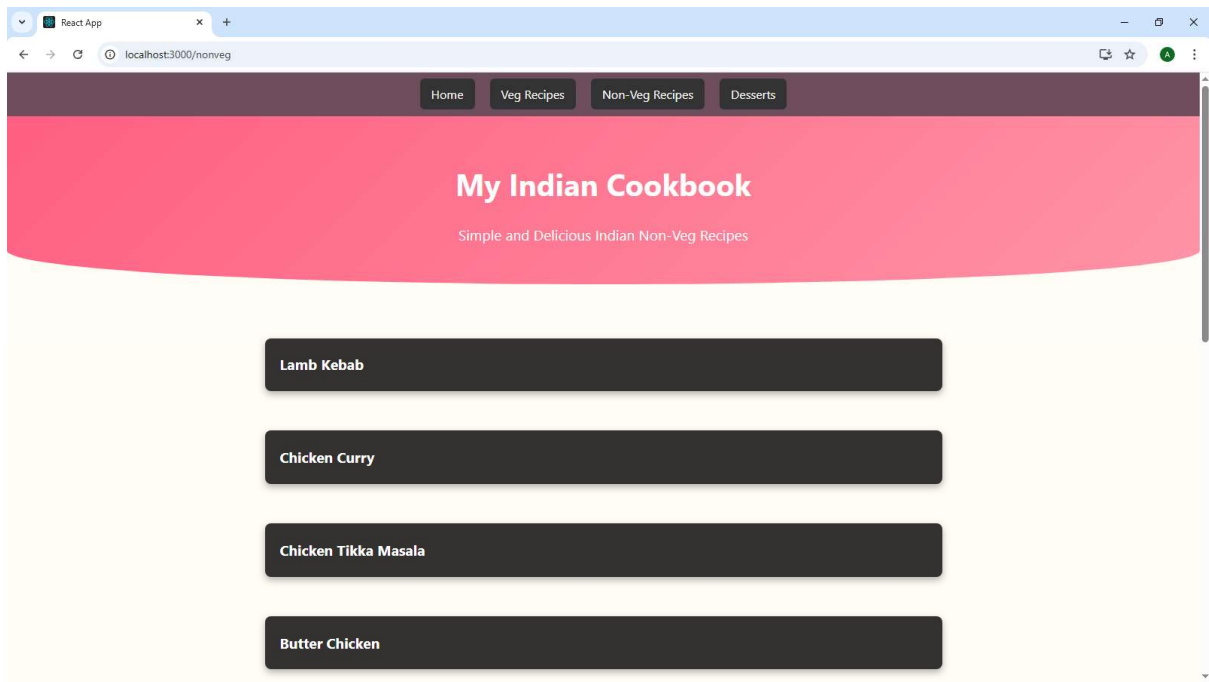 React App
localhost:3000/nonveg
A
Home Veg Recipes Non-Veg Recipes Desserts
My Indian Cookbook
Simple and Delicious Indian Non-Veg Recipes
Lamb Kebab
Chicken Curry
Chicken Tikka Masala
Butter Chicken